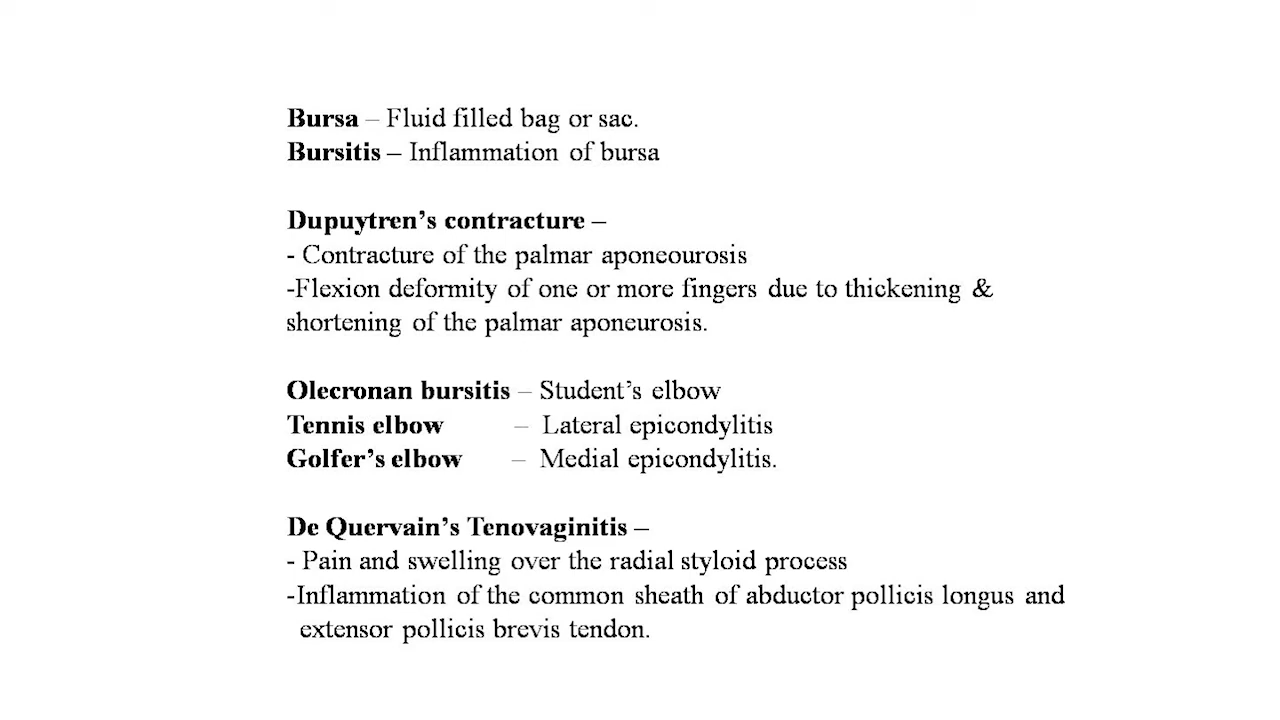 Bursa – Fluid filled bag or sac.
Bursitis – Inflammation of bursa
Dupuytren's contracture –
- Contracture of the palmar aponeourosis
-Flexion deformity of one or more fingers due to thickening &
shortening of the palmar aponeurosis.
Olecronan bursitis – Student's elbow
Tennis elbow – Lateral epicondylitis
Golfer's elbow – Medial epicondylitis.
De Quervain's Tenovaginitis –
- Pain and swelling over the radial styloid process
-Inflammation of the common sheath of abductor pollicis longus and
extensor pollicis brevis tendon.